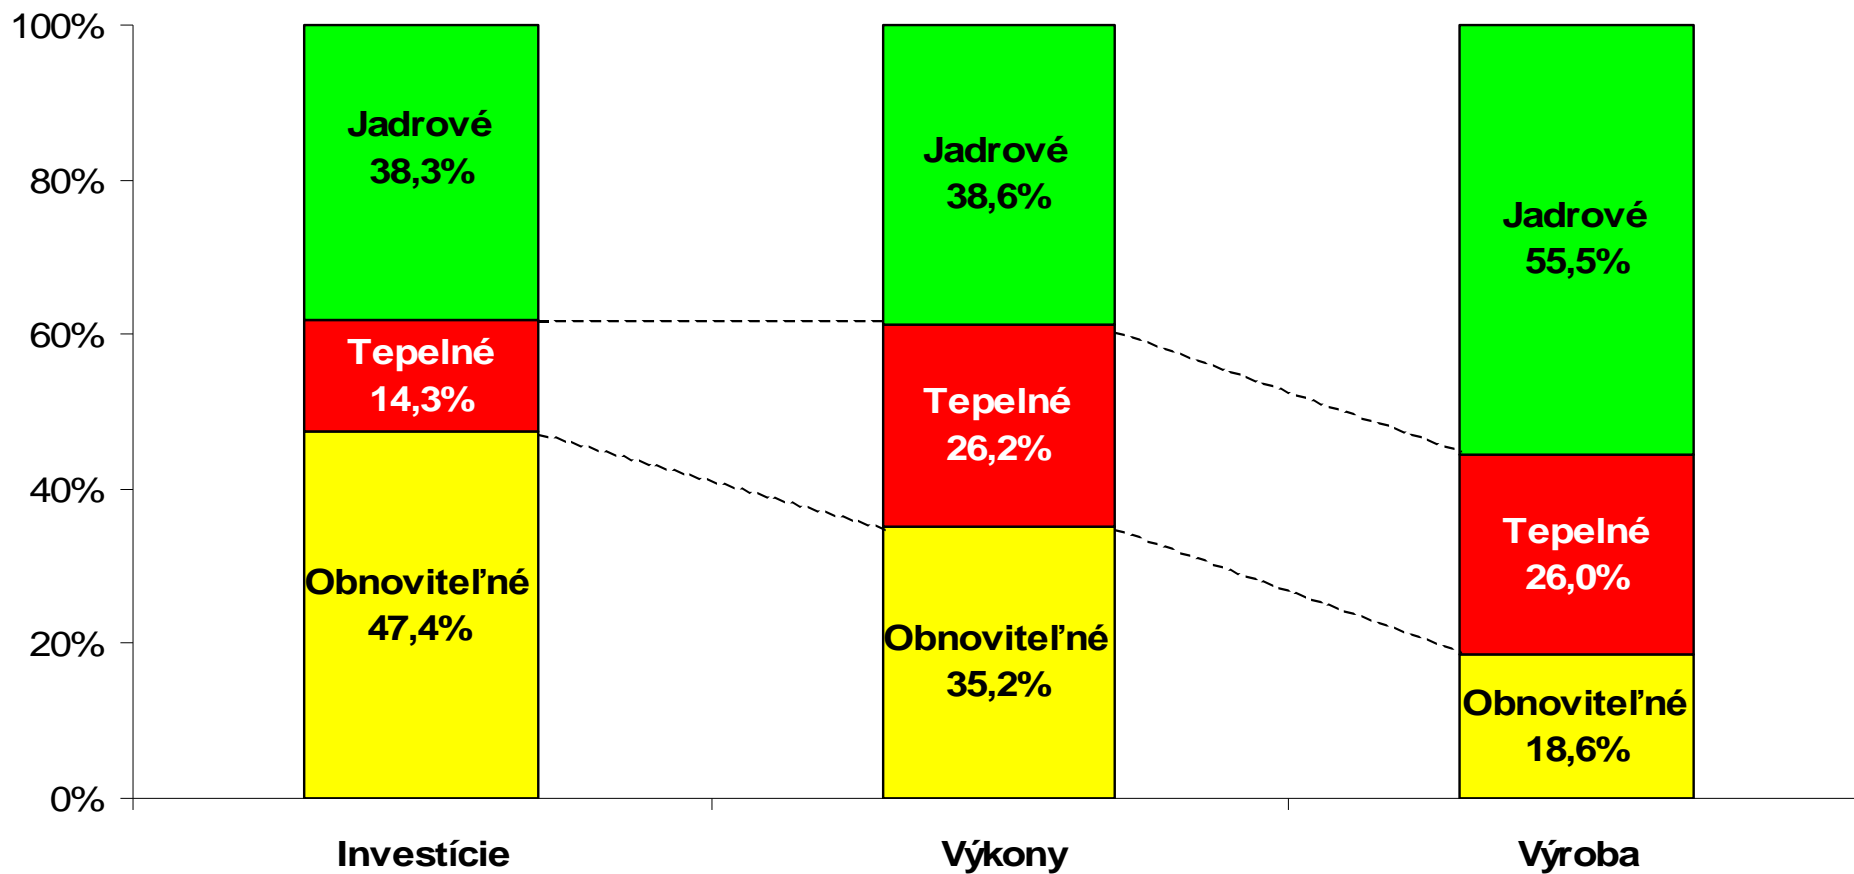 100%
80%
60%
40%
20%
0%
Jadrové
38,3%
Tepelné
14,3%
Obnoviteľné
47,4%
Jadrové
38,6%
Tepelné
26,2%
Obnoviteľné
35,2%
Jadrové
55,5%
Tepelné
26,0%
Obnoviteľné
18,6%
Investície
Výkony
Výroba